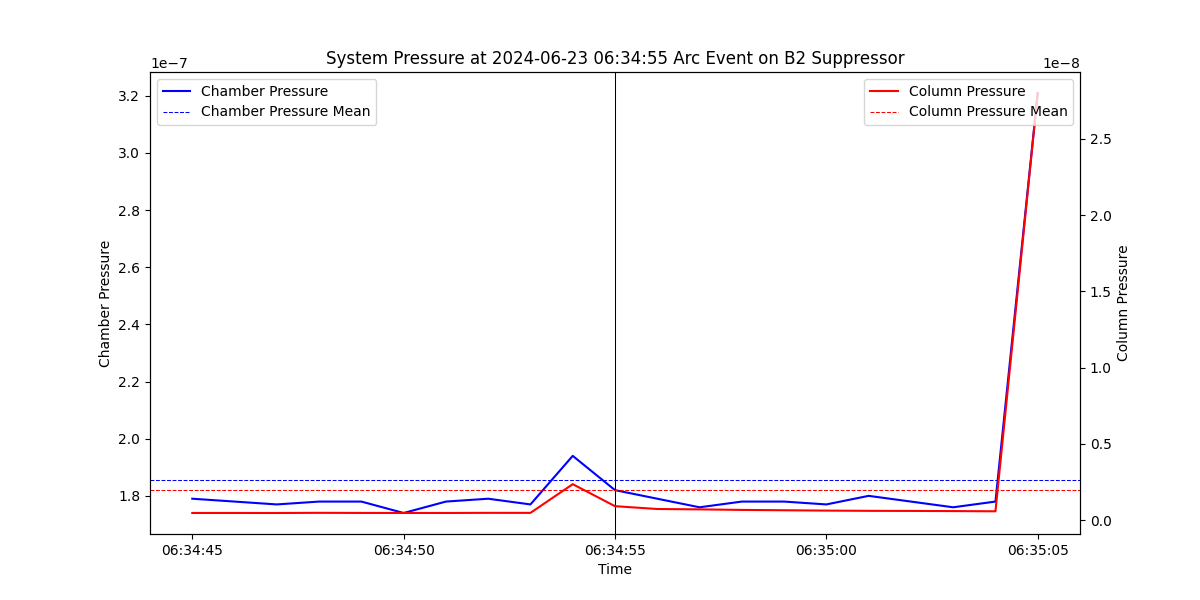 System Pressure at 2024-06-23 06:34:55 Arc Event on B2 Suppressor
1e−7
1e−8
Chamber Pressure
Chamber Pressure Mean
Column Pressure
Column Pressure Mean
3.2
3.0
2.8
2.6
2.4
2.2
2.0
1.8
Chamber Pressure
2.5
2.0
1.5
1.0
0.5
0.0
Column Pressure
06:34:45
06:34:50
06:34:55
06:35:00
06:35:05
Time